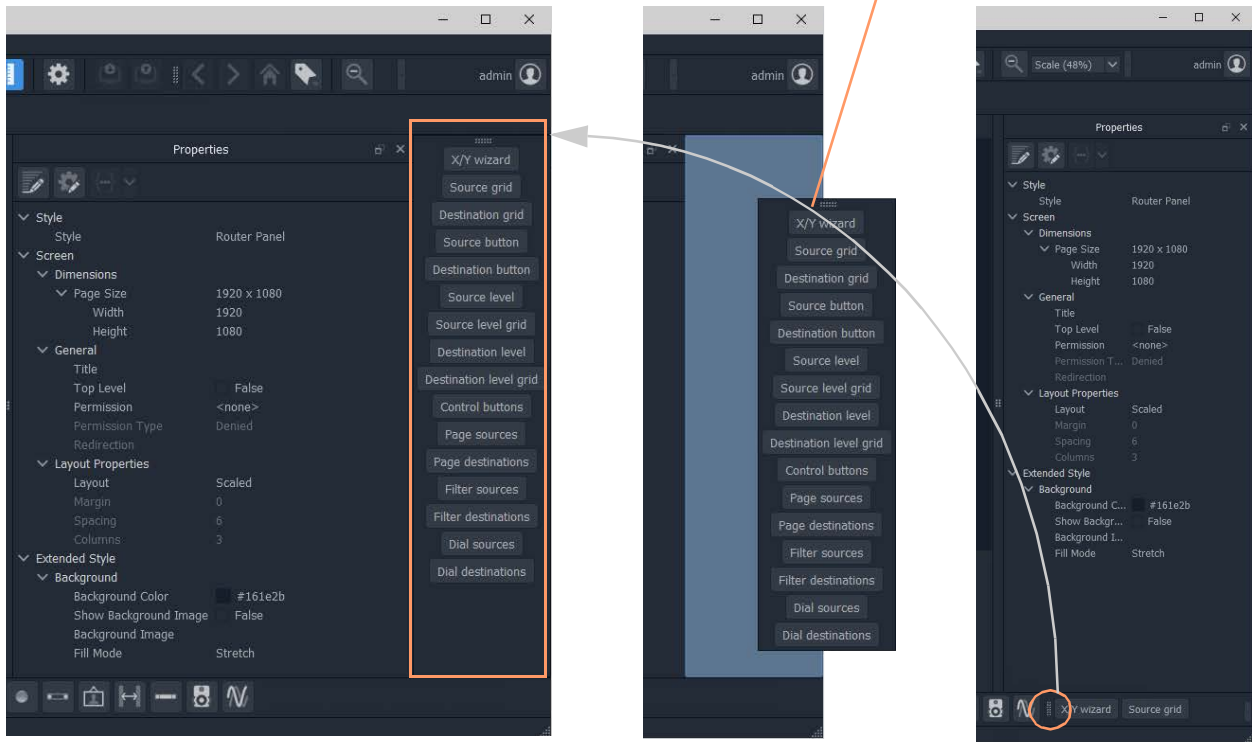 admin
Properties
Style
Style Router Panel
Screen
Dimensions
Page Size 1920 x 1080
Width 1920
Height 1080
General
Title
Top Level False
Permission <none>
Permission Type Denied
Redirection
Layout Properties
Layout Scaled
Margin 0
Spacing 6
Columns 3
Extended Style
Background
Background Color #161e2b
Show Background Image False
Background Image
Fill Mode Stretch
X/Y wizard
Source grid
Destination grid
Source button
Destination button
Source level
Source level grid
Destination level
Destination level grid
Control buttons
Page sources
Page destinations
Filter sources
Filter destinations
Dial sources
Dial destinations
admin
X/Y wizard
Source grid
Destination grid
Source button
Destination button
Source level
Source level grid
Destination level
Destination level grid
Control buttons
Page sources
Page destinations
Filter sources
Filter destinations
Dial sources
Dial destinations
Scale (48%) admin
Properties
Style
Style Router Panel
Screen
Dimensions
Page Size 1920 x 1080
Width 1920
Height 1080
General
Title
Top Level False
Permission <none>
Permission T... Denied
Redirection
Layout Properties
Layout Scaled
Margin 0
Spacing 6
Columns 3
Extended Style
Background
Background C... #161e2b
Show Backgr... False
Background I...
Fill Mode Stretch
X/Y wizard Source grid